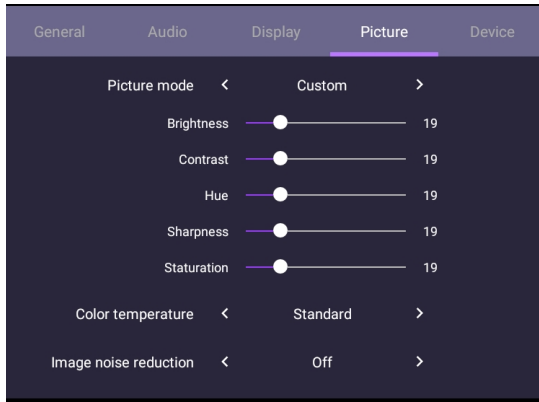 General Audio Display Picture Device
Picture mode < Custom >
Brightness 19
Contrast 19
Hue 19
Sharpness 19
Staturation 19
Color temperature < Standard >
Image noise reduction < Off >